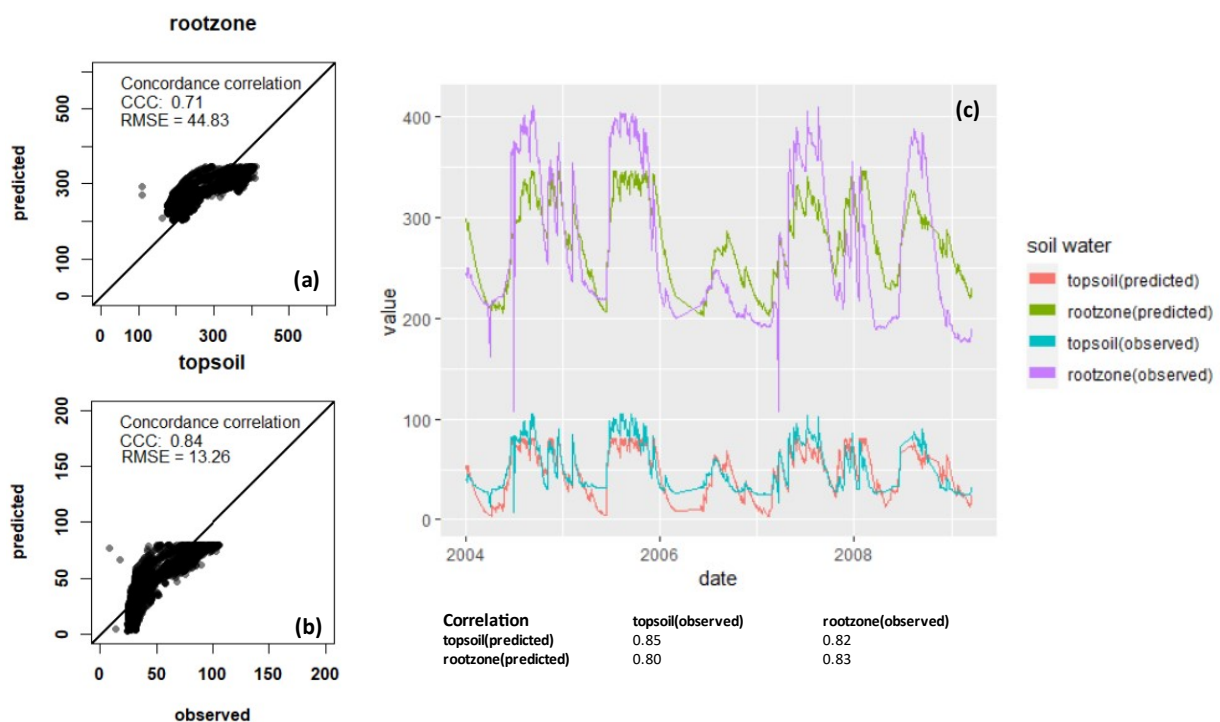 rootzone
Concordance correlation
CCC: 0.71
RMSE = 44.83
predicted
500
300
100
0
(a)
0 100 300 500
topsoil
Concordance correlation
CCC: 0.84
RMSE = 13.26
predicted
200
150
100
50
0
(b)
0 50 100 150 200
observed
(c)
value
400
300
200
100
0
2004 2006 2008
date
soil water
topsoil(predicted)
rootzone(predicted)
topsoil(observed)
rootzone(observed)
Correlation topsoil(observed) rootzone(observed)
topsoil(predicted) 0.85 0.82
rootzone(predicted) 0.80 0.83